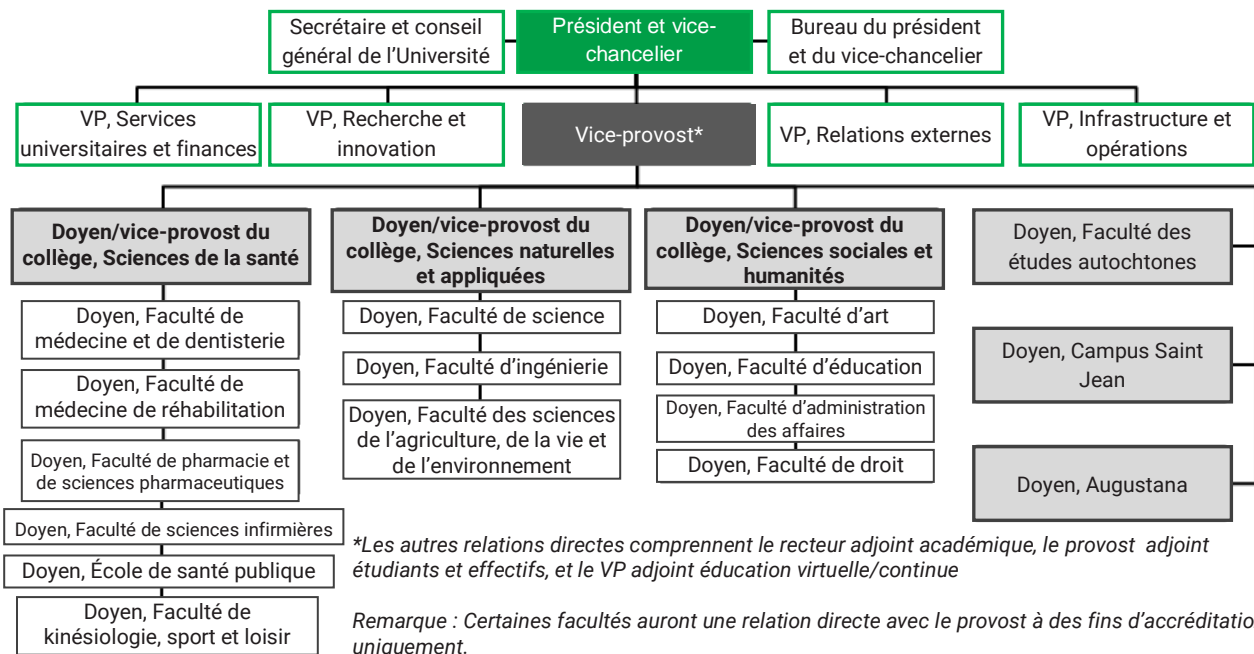 Secrétaire et conseil
général de l'Université
Président et vice-
chancelier
Bureau du président
et du vice-chancelier
VP, Services
universitaires et finances
VP, Recherche et
innovation
Vice-provost*
VP, Relations externes
VP, Infrastructure et
opérations
Doyen/vice-provost du
collège, Sciences de la santé
Doyen, Faculté de
médecine et de dentisterie
Doyen, Faculté de
médecine de réhabilitation
Doyen, Faculté de pharmacie et
de sciences pharmaceutiques
Doyen, Faculté de sciences infirmières
Doyen, École de santé publique
Doyen, Faculté de
kinésiologie, sport et loisir
Doyen/vice-provost du
collège, Sciences naturelles
et appliquées
Doyen, Faculté de science
Doyen, Faculté d'ingénierie
Doyen, Faculté des sciences
de l'agriculture, de la vie et
de l'environnement
Doyen/vice-provost du
collège, Sciences sociales et
humanités
Doyen, Faculté d'art
Doyen, Faculté d'éducation
Doyen, Faculté d'administration
des affaires
Doyen, Faculté de droit
Doyen, Faculté des
études autochtones
Doyen, Campus Saint
Jean
Doyen, Augustana
*Les autres relations directes comprennent le recteur adjoint académique, le provost adjoint
étudiants et effectifs, et le VP adjoint éducation virtuelle/continue
Remarque : Certaines facultés auront une relation directe avec le provost à des fins d'accréditatio
uniquement.